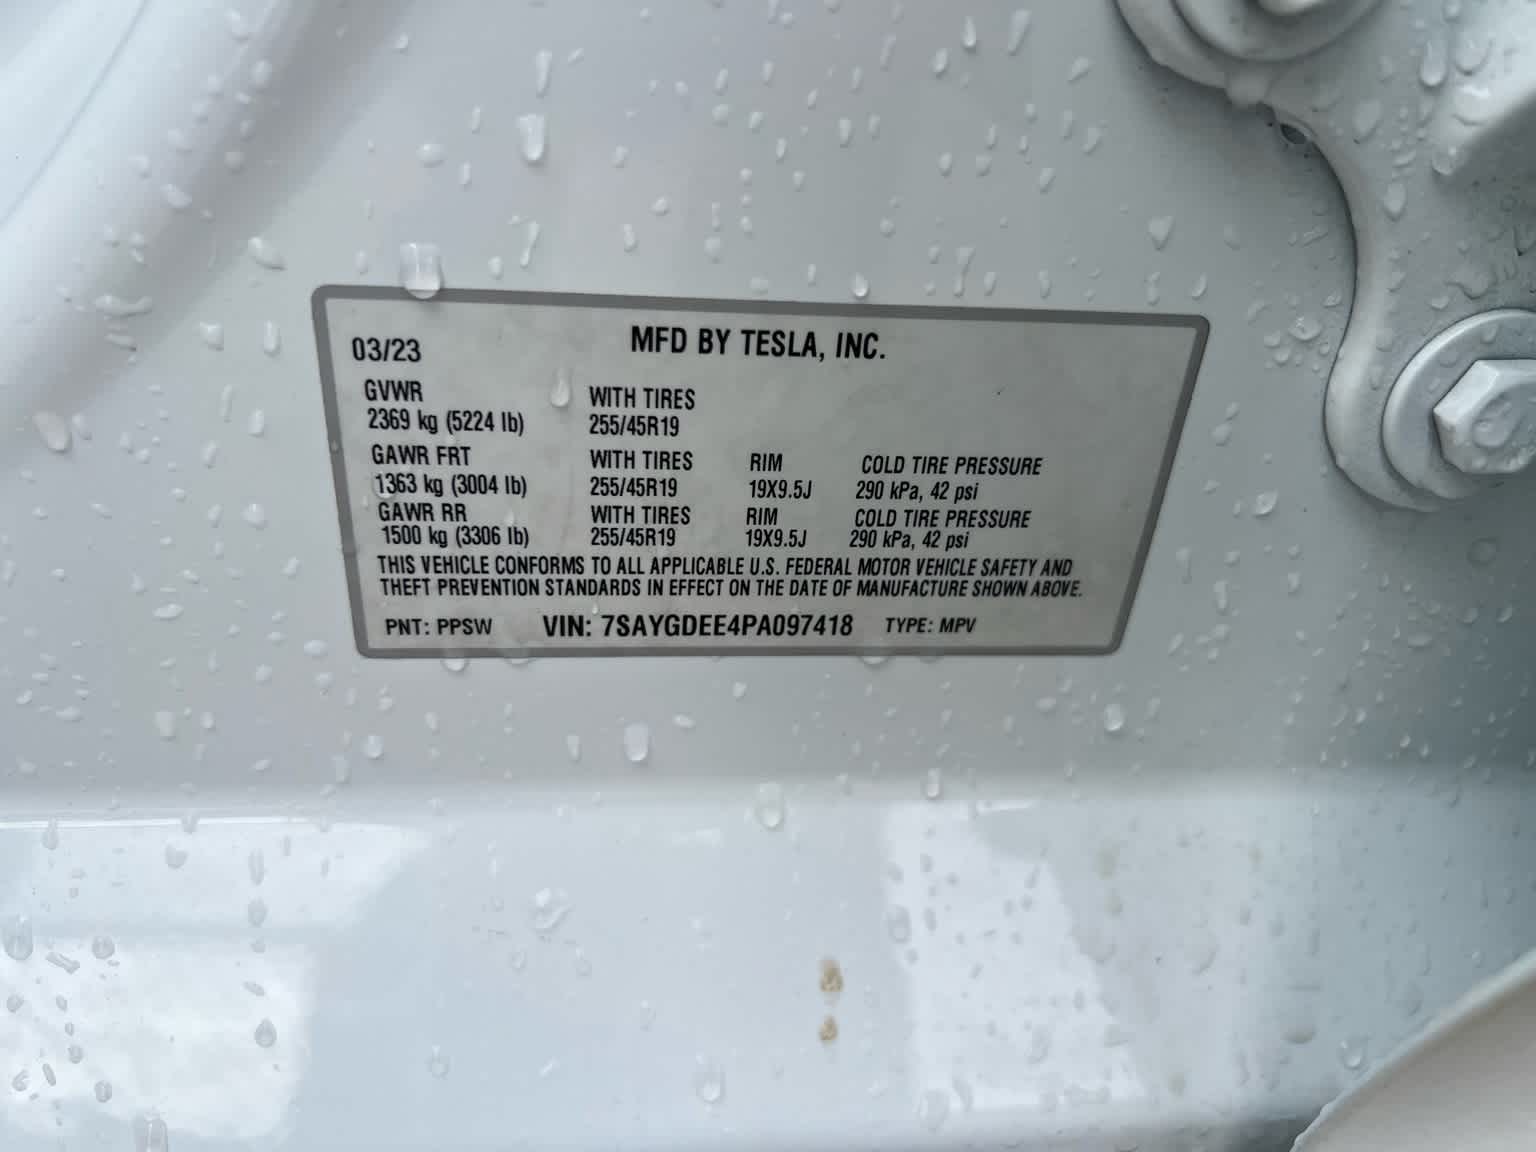 03/23 MFD BY TESLA, INC.
GVWR WITH TIRES
2369 kg (5224 lb) 255/45R19
GAWR FRT WITH TIRES RIM COLD TIRE PRESSURE
1363 kg (3004 lb) 255/45R19 19X9.5J 290 kPa, 42 psi
GAWR RR WITH TIRES RIM COLD TIRE PRESSURE
1500 kg (3306 lb) 255/45R19 19X9.5J 290 kPa, 42 psi
THIS VEHICLE CONFORMS TO ALL APPLICABLE U.S. FEDERAL MOTOR VEHICLE SAFETY AND
THEFT PREVENTION STANDARDS IN EFFECT ON THE DATE OF MANUFACTURE SHOWN ABOVE.
PNT: PPSW VIN: 7SAYGDEE4PA097418 TYPE: MPV